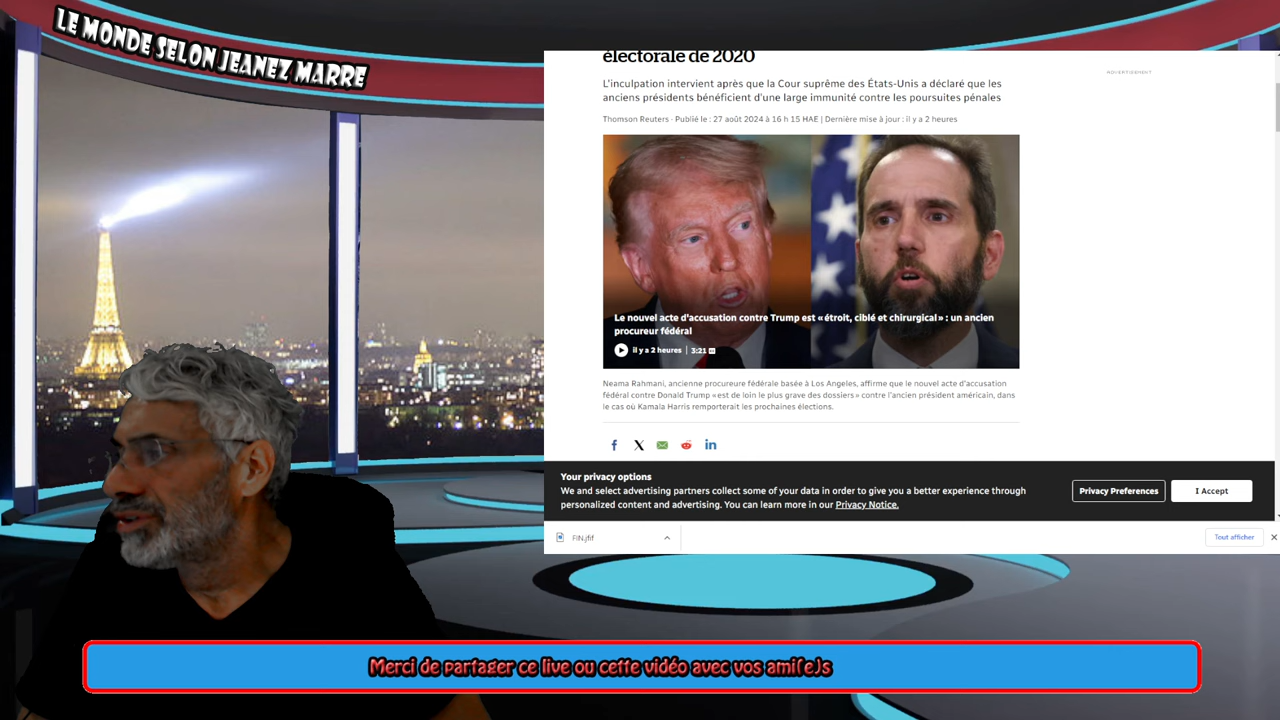 LE MONDE SELON JEANEZ MARRE
électorale de 2020
L'inculpation intervient après que la Cour suprême des États-Unis a déclaré que les
anciens présidents bénéficient d'une large immunité contre les poursuites pénales
ADVERTISEMENT
Thomson Reuters · Publié le : 27 août 2024 à 16 h 15 HAE | Dernière mise à jour : il y a 2 heures
Le nouvel acte d'accusation contre Trump est « étroit, ciblé et chirurgical » : un ancien
procureur fédéral
il y a 2 heures | 3:21
Neama Rahmani, ancienne procureure fédérale basée à Los Angeles, affirme que le nouvel acte d'accusation
fédéral contre Donald Trump « est de loin le plus grave des dossiers » contre l'ancien président américain, dans
le cas où Kamala Harris remporterait les prochaines élections.
Your privacy options
We and select advertising partners collect some of your data in order to give you a better experience through
personalized content and advertising. You can learn more in our Privacy Notice.
Privacy Preferences
I Accept
FIN.jfif
Tout afficher
Merci de partager ce live ou cette vidéo avec vos ami(e)s